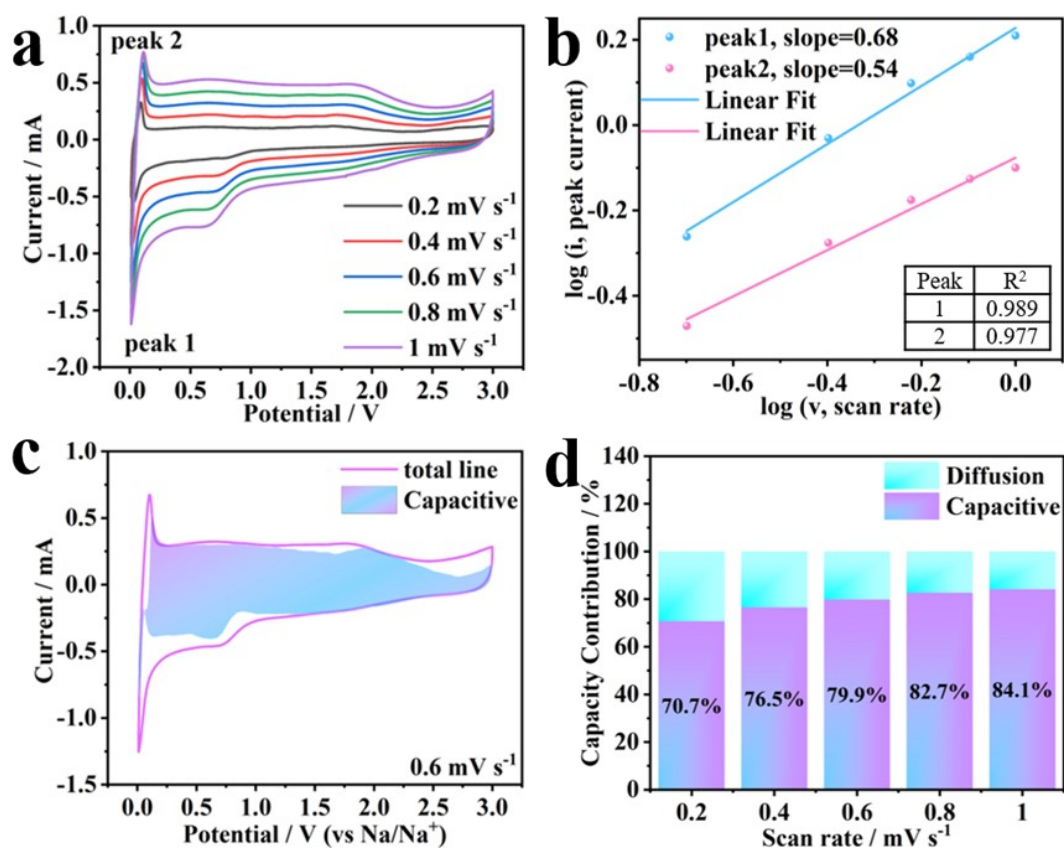 a
peak 2
peak 1
0.2 mV s⁻¹
0.4 mV s⁻¹
0.6 mV s⁻¹
0.8 mV s⁻¹
1 mV s⁻¹
1.0
0.5
0.0
-0.5
-1.0
-1.5
-2.0
Current / mA
0.0 0.5 1.0 1.5 2.0 2.5 3.0
Potential / V
b
peak1, slope=0.68
peak2, slope=0.54
Linear Fit
Linear Fit
Peak R²
1 0.989
2 0.977
0.2
0.0
-0.2
-0.4
log (i, peak current)
-0.8 -0.6 -0.4 -0.2 0.0
log (v, scan rate)
c
total line
Capacitive
0.6 mV s⁻¹
1.0
0.5
0.0
-0.5
-1.0
-1.5
Current / mA
0.0 0.5 1.0 1.5 2.0 2.5 3.0
Potential / V (vs Na/Na⁺)
d
Diffusion
Capacitive
140
120
100
80
60
40
20
0
Capacity Contribution / %
70.7% 76.5% 79.9% 82.7% 84.1%
0.2 0.4 0.6 0.8 1
Scan rate / mV s⁻¹